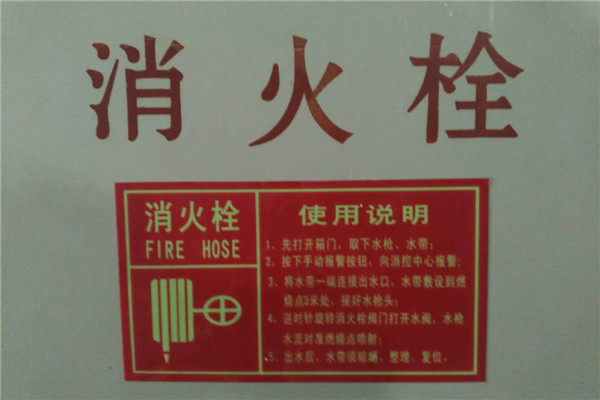 消火栓
消火栓
FIRE HOSE
使用说明
1、先打开箱门，取下水枪、水带；
2、按下手动报警按钮，向消控中心报警；
3、将水带一端连接出水口，水带敷设到燃
烧点3米处，接好水枪头；
4、逆时针旋转消火栓阀门打开水阀，水枪
水流对准燃烧点喷射；
5、出水后，水带须晾晒、整理、复位。